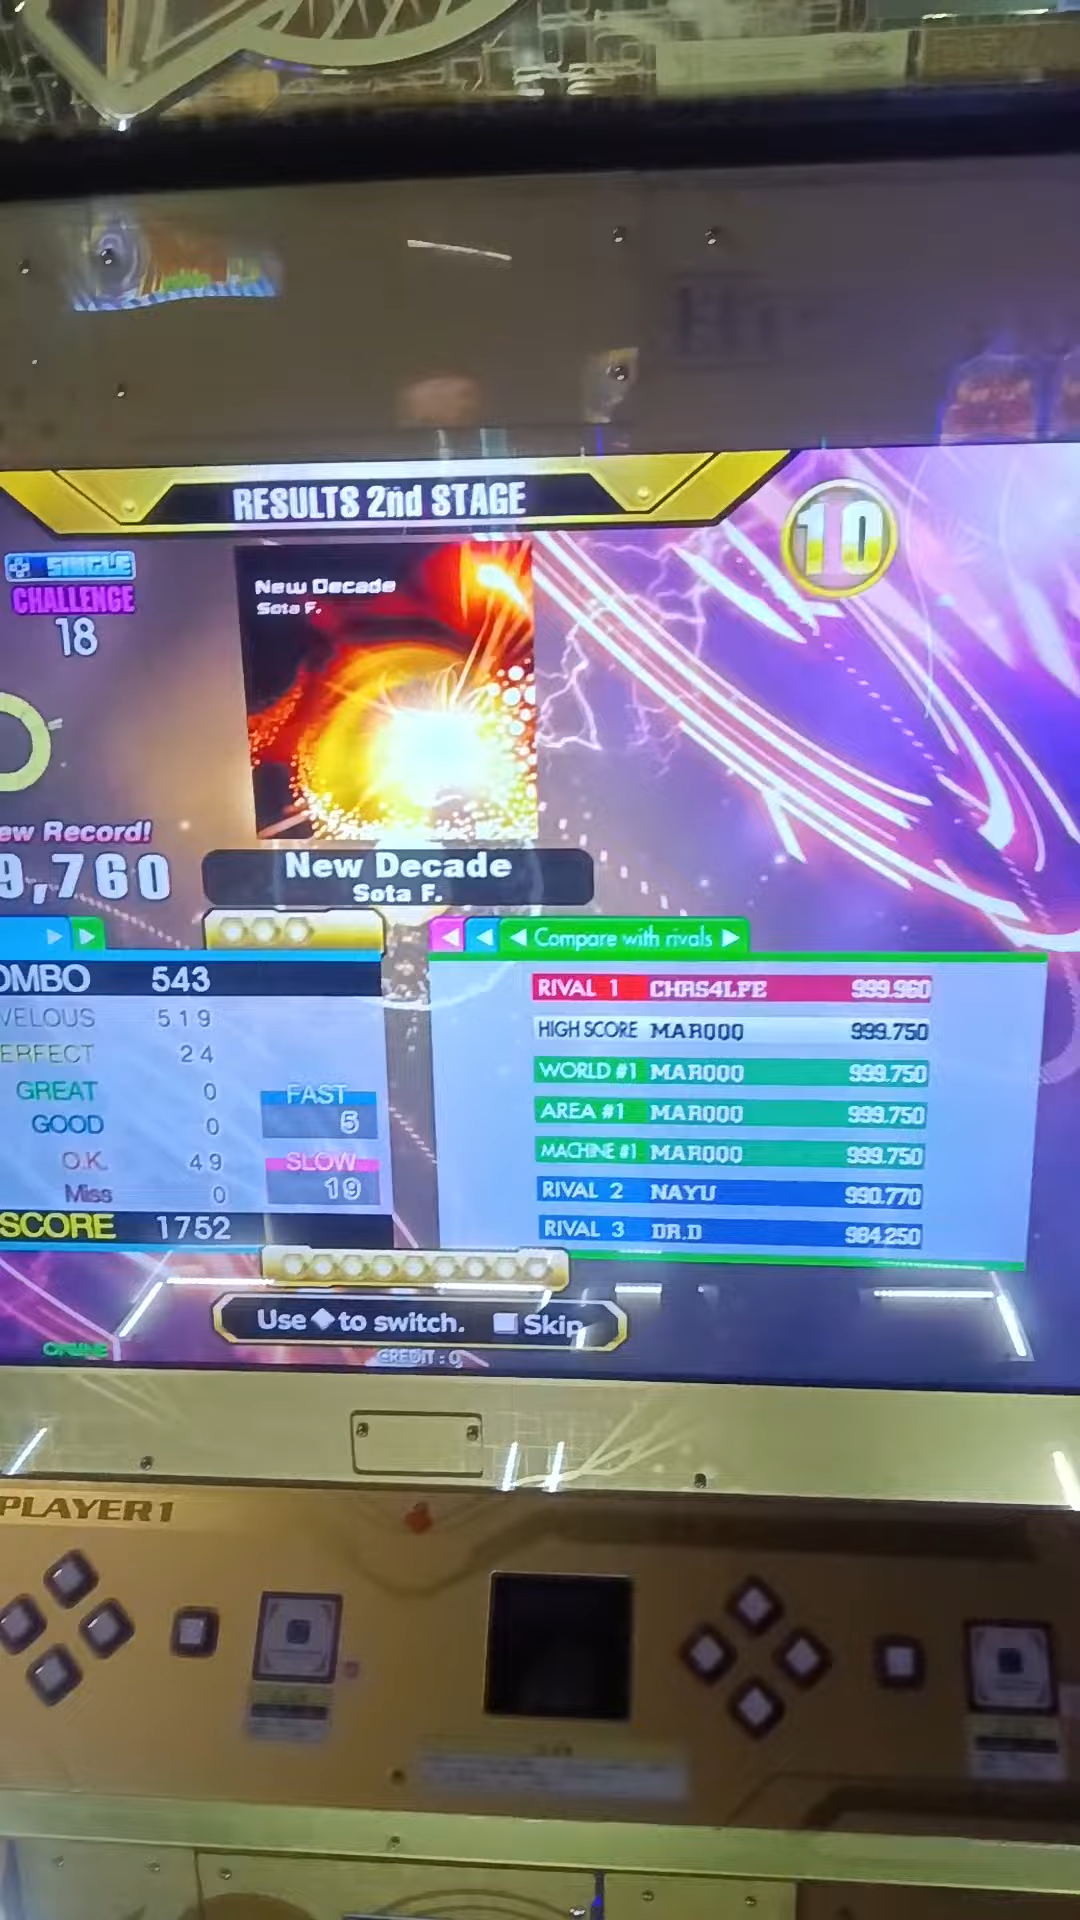 RESULTS 2nd STAGE
10
SINGLE
CHALLENGE
18
New Decade
Sota F.
ew Record!
9,760
New Decade
Sota F.
Compare with rivals
OMBO 543
VELOUS 519
ERFECT 24
GREAT 0
GOOD 0
O.K. 49
Miss 0
SCORE 1752
FAST
5
SLOW
19
RIVAL 1 CHRS4LFE 999.960
HIGH SCORE MAR000 999.750
WORLD #1 MAR000 999.750
AREA #1 MAR000 999.750
MACHINE #1 MAR000 999.750
RIVAL 2 NAYU 990.770
RIVAL 3 DR.D 984.250
Use ◆ to switch. Skip
ONLINE
CREDIT : 0
PLAYER1